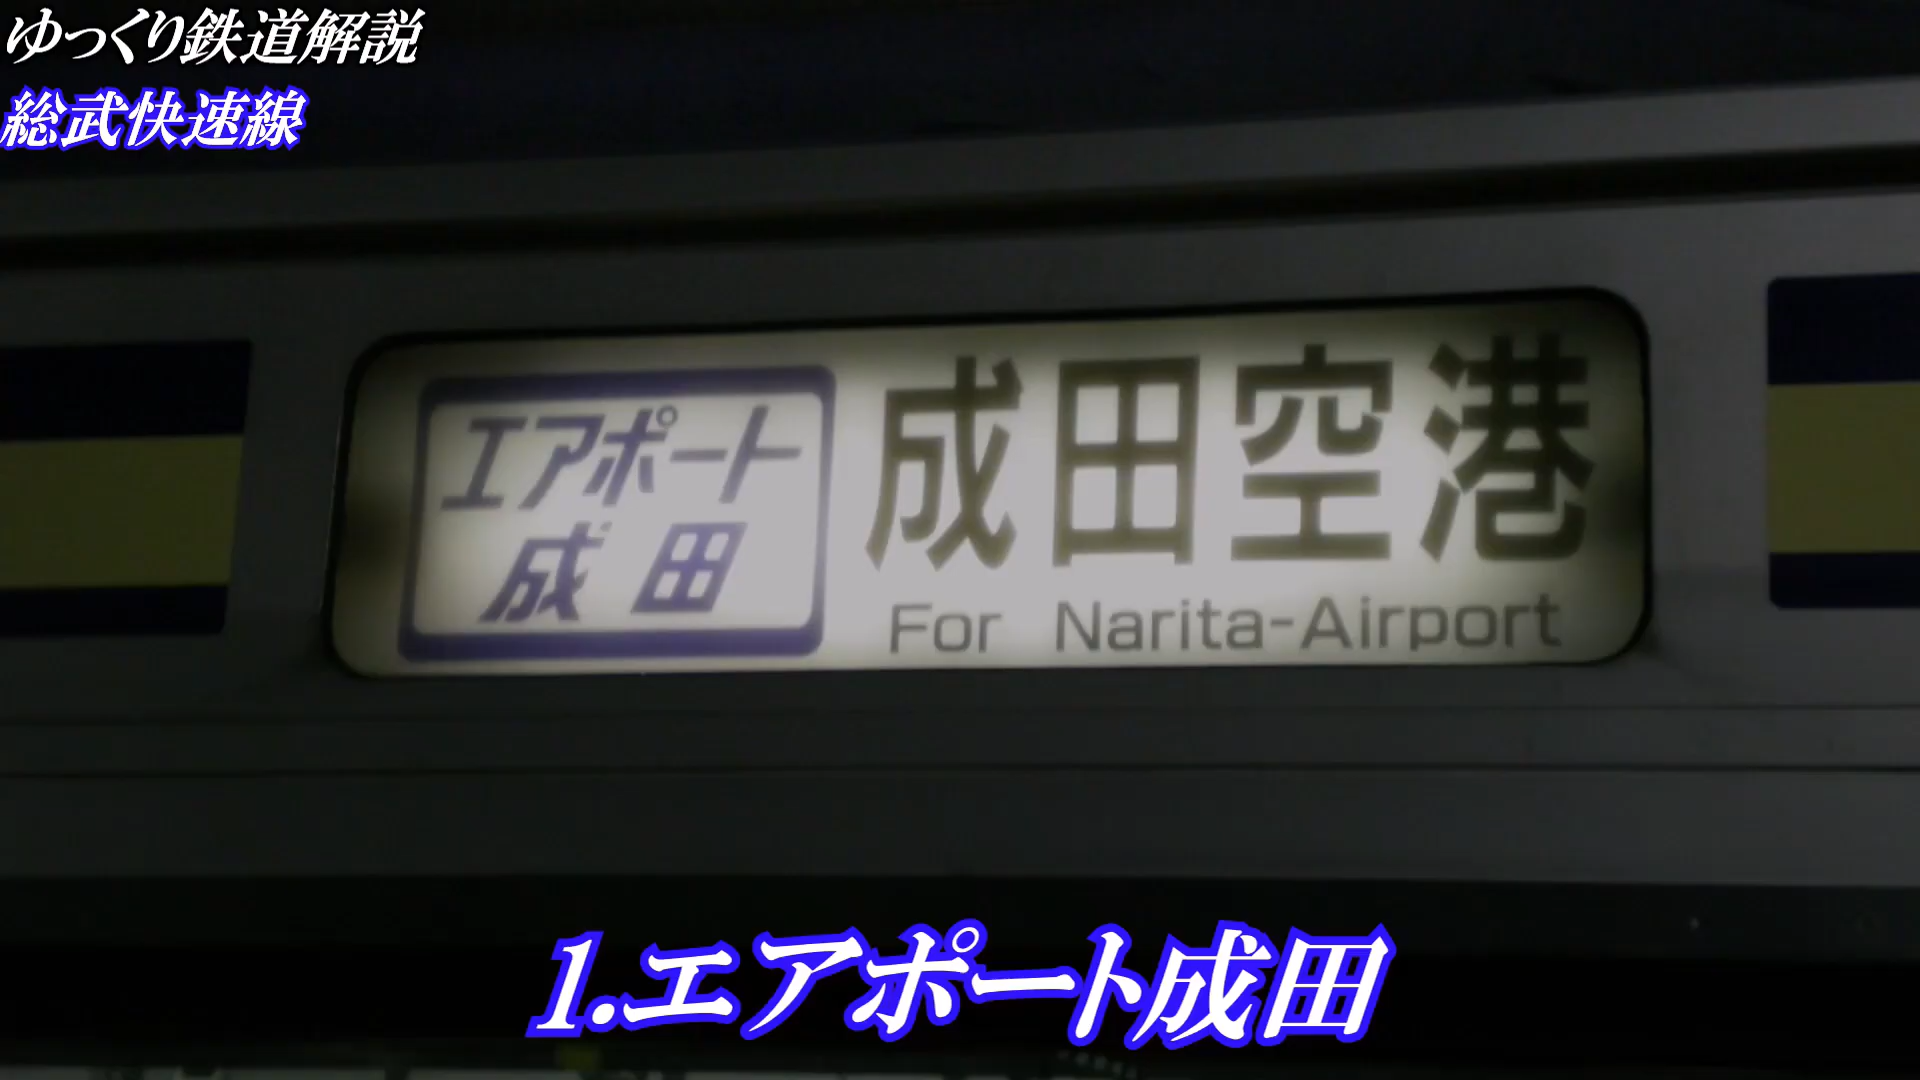 ゆっくり鉄道解説
総武快速線
エアポート
成田
成田空港
For Narita-Airport
1.エアポート成田